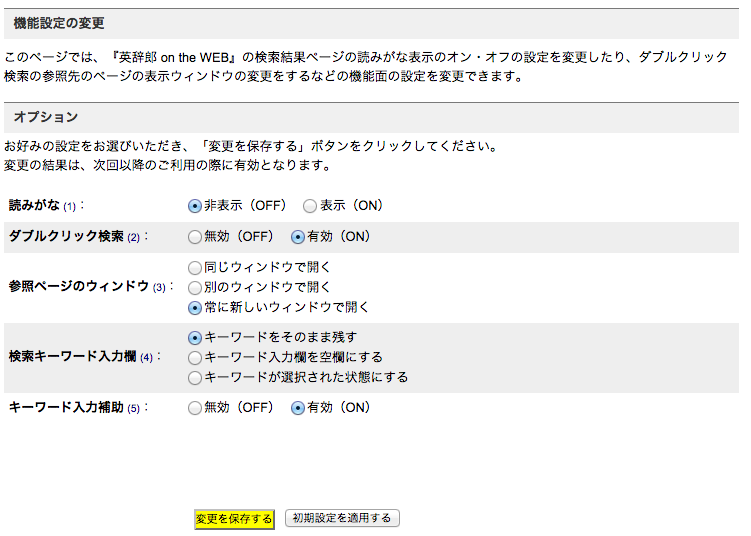 機能設定の変更
このページでは、『英辞郎 on the WEB』の検索結果ページの読みがな表示のオン・オフの設定を変更したり、ダブルクリック
検索の参照先のページの表示ウィンドウの変更をするなどの機能面の設定を変更できます。
オプション
お好みの設定をお選びいただき、「変更を保存する」ボタンをクリックしてください。
変更の結果は、次回以降のご利用の際に有効となります。
読みがな (1)： 非表示（OFF） 表示（ON）
ダブルクリック検索 (2)： 無効（OFF） 有効（ON）
参照ページのウィンドウ (3)： 同じウィンドウで開く
別のウィンドウで開く
常に新しいウィンドウで開く
検索キーワード入力欄 (4)： キーワードをそのまま残す
キーワード入力欄を空欄にする
キーワードが選択された状態にする
キーワード入力補助 (5)： 無効（OFF） 有効（ON）
変更を保存する 初期設定を適用する